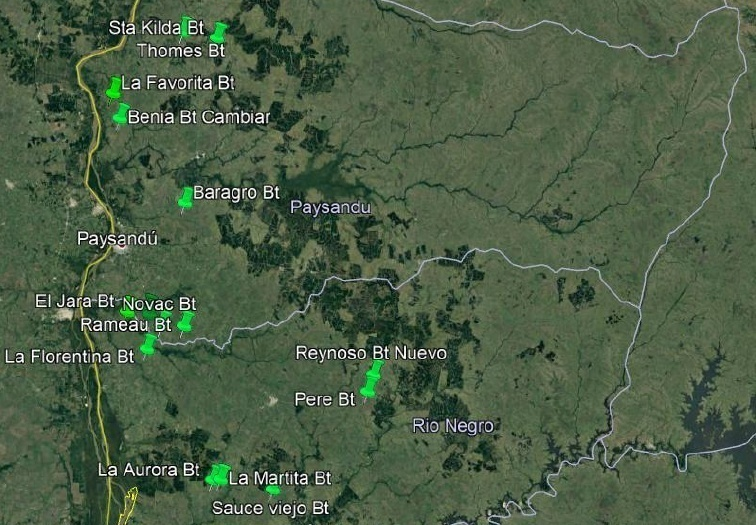 Sta Kilda Bt
Thomes Bt
La Favorita Bt
Benia Bt Cambiar
Baragro Bt
Paysandu
Paysandú
El Jara Bt
Novac Bt
Rameau Bt
La Florentina Bt
Reynoso Bt Nuevo
Pere Bt
Rio Negro
La Aurora Bt
La Martita Bt
Sauce viejo Bt